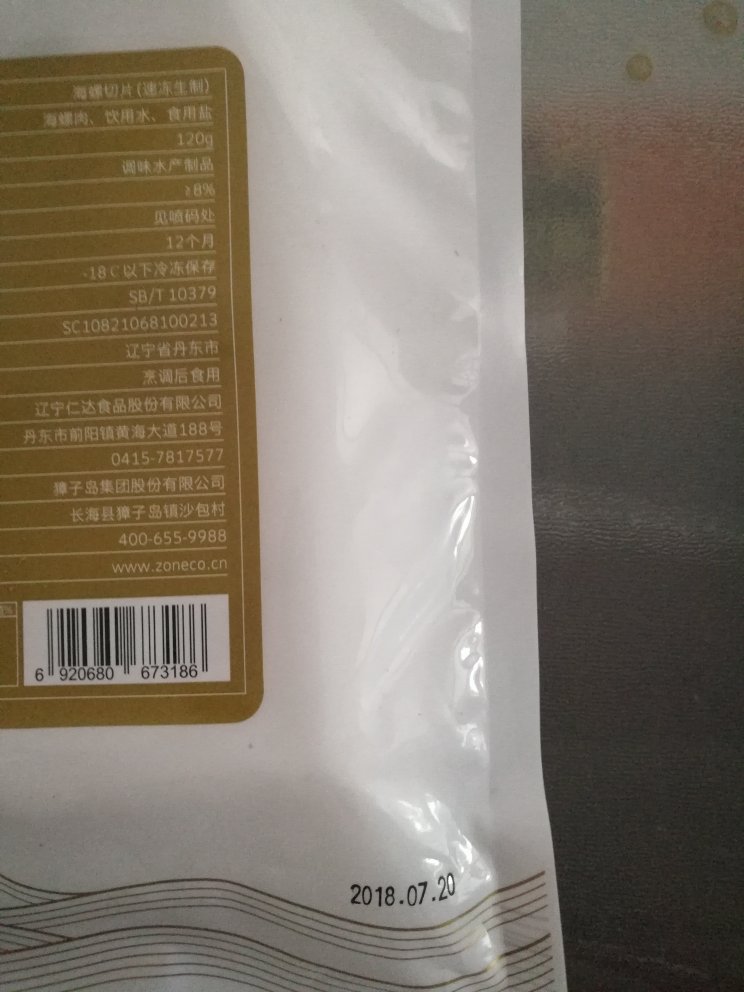 海螺切片(速冻生制)
海螺肉、饮用水、食用盐
120g
调味水产制品
≥8%
见喷码处
12个月
-18C以下冷冻保存
SB/T 10379
SC10821068100213
辽宁省丹东市
烹调后食用
辽宁仁达食品股份有限公司
丹东市前阳镇黄海大道188号
0415-7817577
獐子岛集团股份有限公司
长海县獐子岛镇沙包村
400-655-9988
www.zoneco.cn
6 920680 673186
2018.07.20